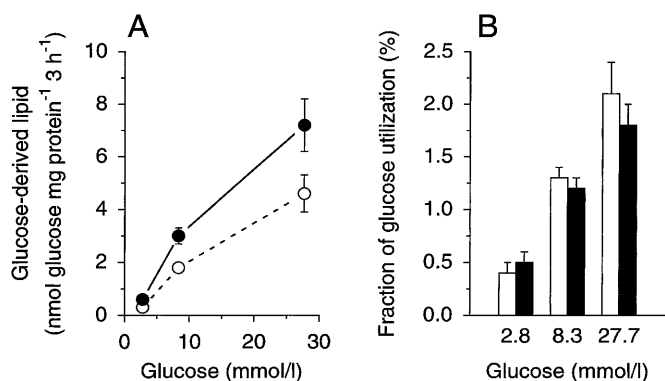 A
Glucose-derived lipid
(nmol glucose mg protein⁻¹ 3 h⁻¹)
10
8
6
4
2
0
0 10 20 30
Glucose (mmol/l)
B
Fraction of glucose utilization (%)
2.5
2.0
1.5
1.0
0.5
0.0
2.8 8.3 27.7
Glucose (mmol/l)